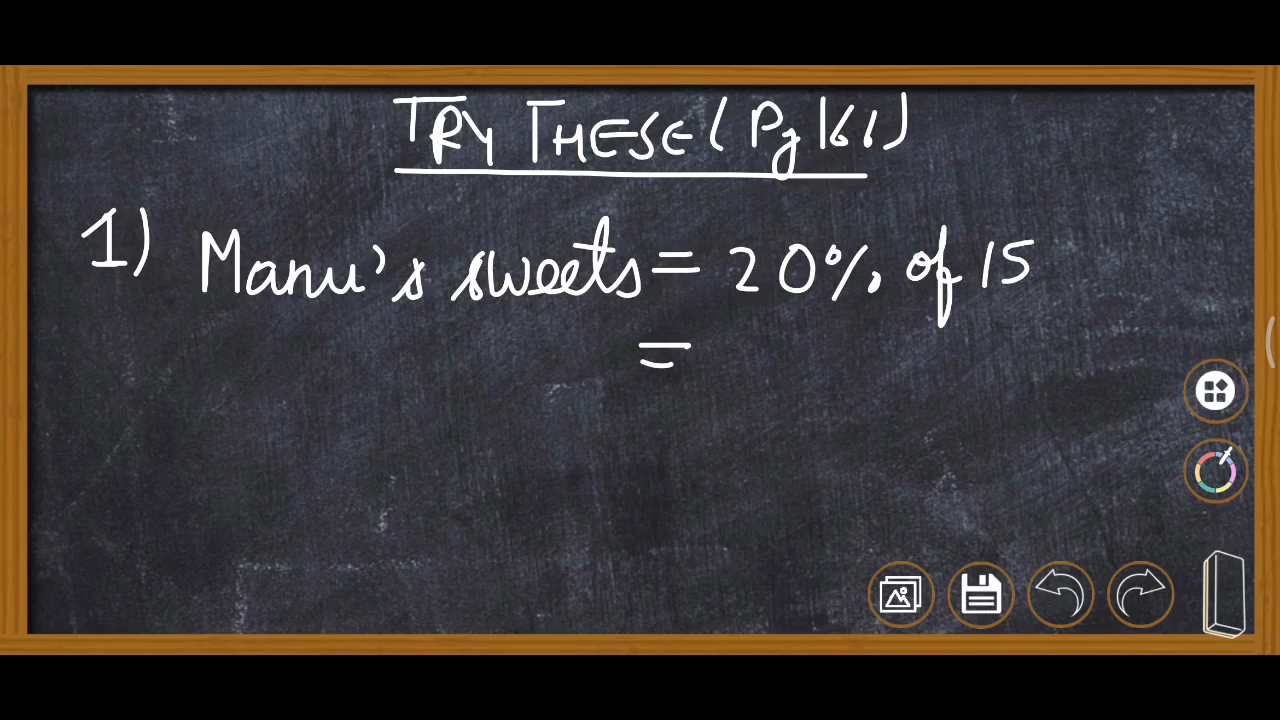 TRY THESE (Pg 161)
1) Manu's sweets = 20% of 15
=